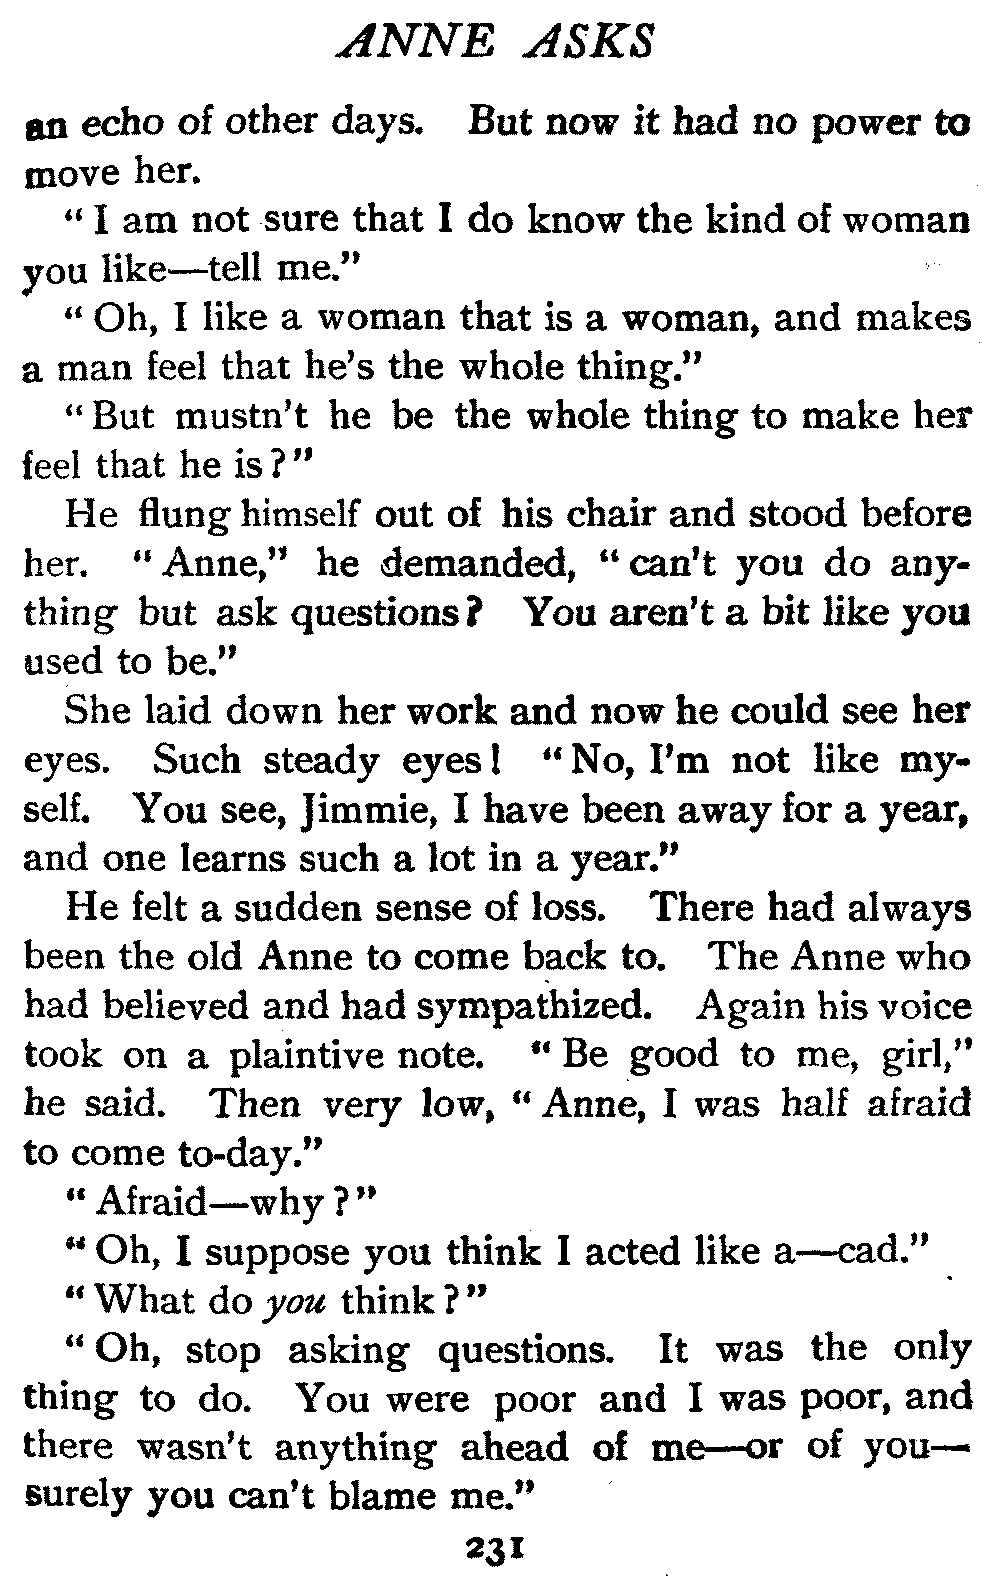 ANNE ASKS
an echo of other days. But now it had no power to
move her.
"I am not sure that I do know the kind of woman
you like—tell me."
"Oh, I like a woman that is a woman, and makes
a man feel that he's the whole thing."
"But mustn't he be the whole thing to make her
feel that he is?"
He flung himself out of his chair and stood before
her. "Anne," he demanded, "can't you do any-
thing but ask questions? You aren't a bit like you
used to be."
She laid down her work and now he could see her
eyes. Such steady eyes! "No, I'm not like my-
self. You see, Jimmie, I have been away for a year,
and one learns such a lot in a year."
He felt a sudden sense of loss. There had always
been the old Anne to come back to. The Anne who
had believed and had sympathized. Again his voice
took on a plaintive note. "Be good to me, girl,"
he said. Then very low, "Anne, I was half afraid
to come to-day."
"Afraid—why?"
"Oh, I suppose you think I acted like a—cad."
"What do you think?"
"Oh, stop asking questions. It was the only
thing to do. You were poor and I was poor, and
there wasn't anything ahead of me—or of you—
surely you can't blame me."
231